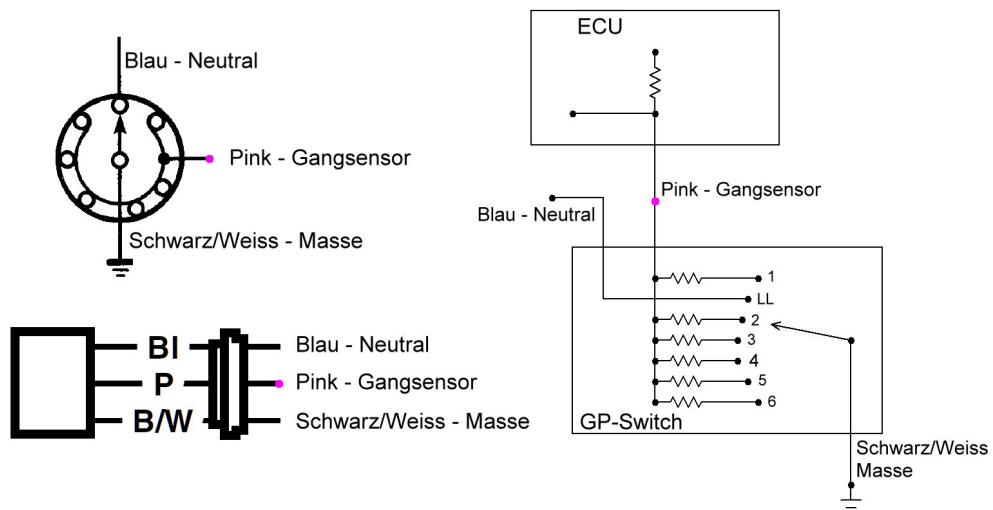 Blau - Neutral
Pink - Gangsensor
Schwarz/Weiss - Masse
Bl
Blau - Neutral
P
Pink - Gangsensor
B/W
Schwarz/Weiss - Masse
ECU
Pink - Gangsensor
Blau - Neutral
1
LL
2
3
4
5
6
GP-Switch
Schwarz/Weiss
Masse